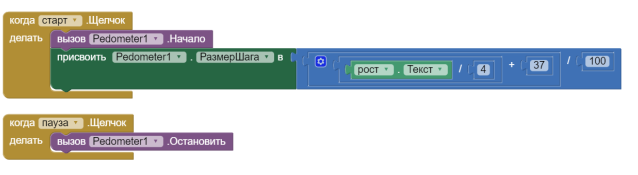 когда старт .Щелчок
делать вызов Pedometer1 .Начало
присвоить Pedometer1 . РазмерШага в рост . Текст / 4 + 37 / 100
когда пауза .Щелчок
делать вызов Pedometer1 .Остановить